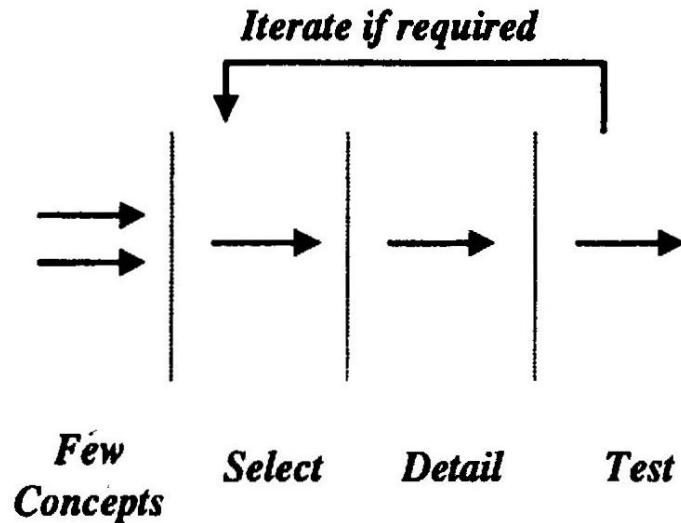 Iterate if required
Few
Concepts
Select
Detail
Test